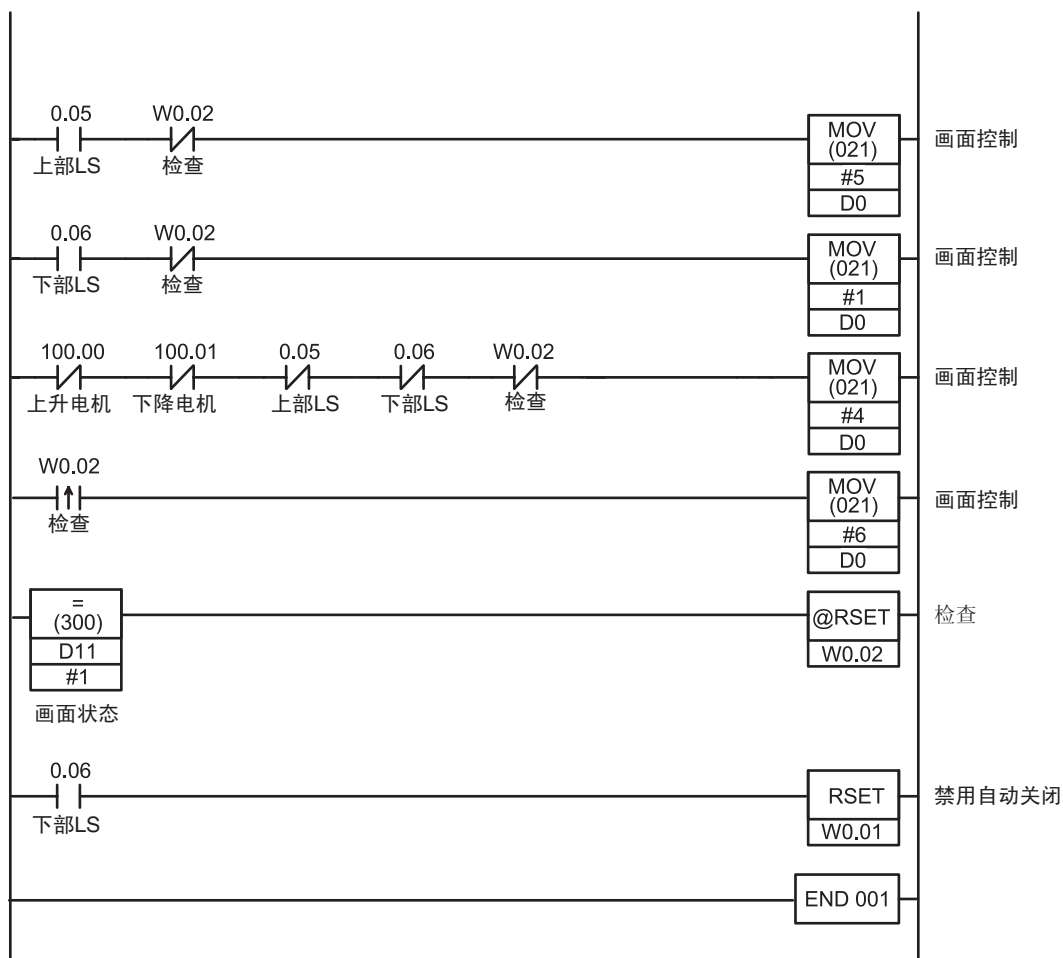 0.05 W0.02
上部LS 检查
MOV
(021)
#5
D0
画面控制
0.06 W0.02
下部LS 检查
MOV
(021)
#1
D0
画面控制
100.00 100.01 0.05 0.06 W0.02
上升电机 下降电机 上部LS 下部LS 检查
MOV
(021)
#4
D0
画面控制
W0.02
检查
MOV
(021)
#6
D0
画面控制
=
(300)
D11
#1
画面状态
@RSET
W0.02
检查
0.06
下部LS
RSET
W0.01
禁用自动关闭
END 001